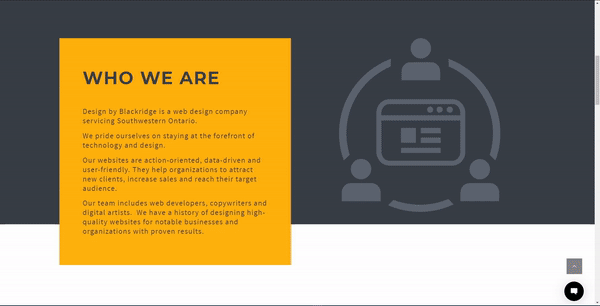 WHO WE ARE
Design by Blackridge is a web design company
servicing Southwestern Ontario.
We pride ourselves on staying at the forefront of
technology and design.
Our websites are action-oriented, data-driven and
user-friendly. They help organizations to attract
new clients, increase sales and reach their target
audience.
Our team includes web developers, copywriters and
digital artists. We have a history of designing high-
quality websites for notable businesses and
organizations with proven results.